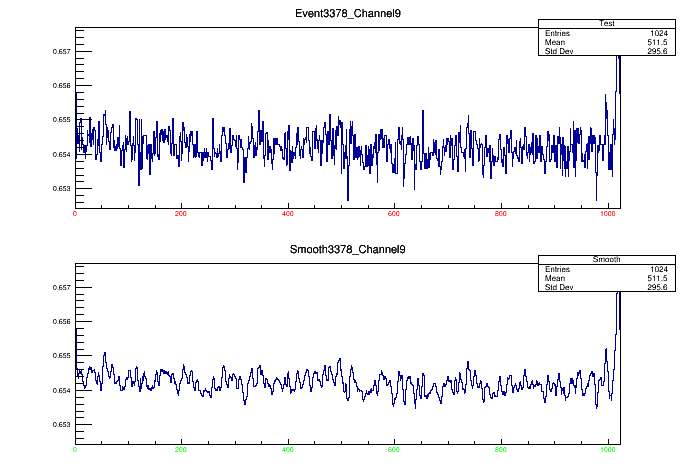 Event3378_Channel9
Test
Entries 1024
Mean 511.5
Std Dev 295.6
0.657
0.656
0.655
0.654
0.653
0 200 400 600 800 1000
Smooth3378_Channel9
Smooth
Entries 1024
Mean 511.5
Std Dev 295.6
0.657
0.656
0.655
0.654
0.653
0 200 400 600 800 1000